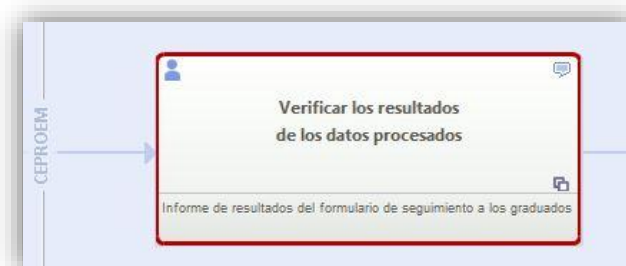 CEPROEM
Verificar los resultados
de los datos procesados
Informe de resultados del formulario de seguimiento a los graduados